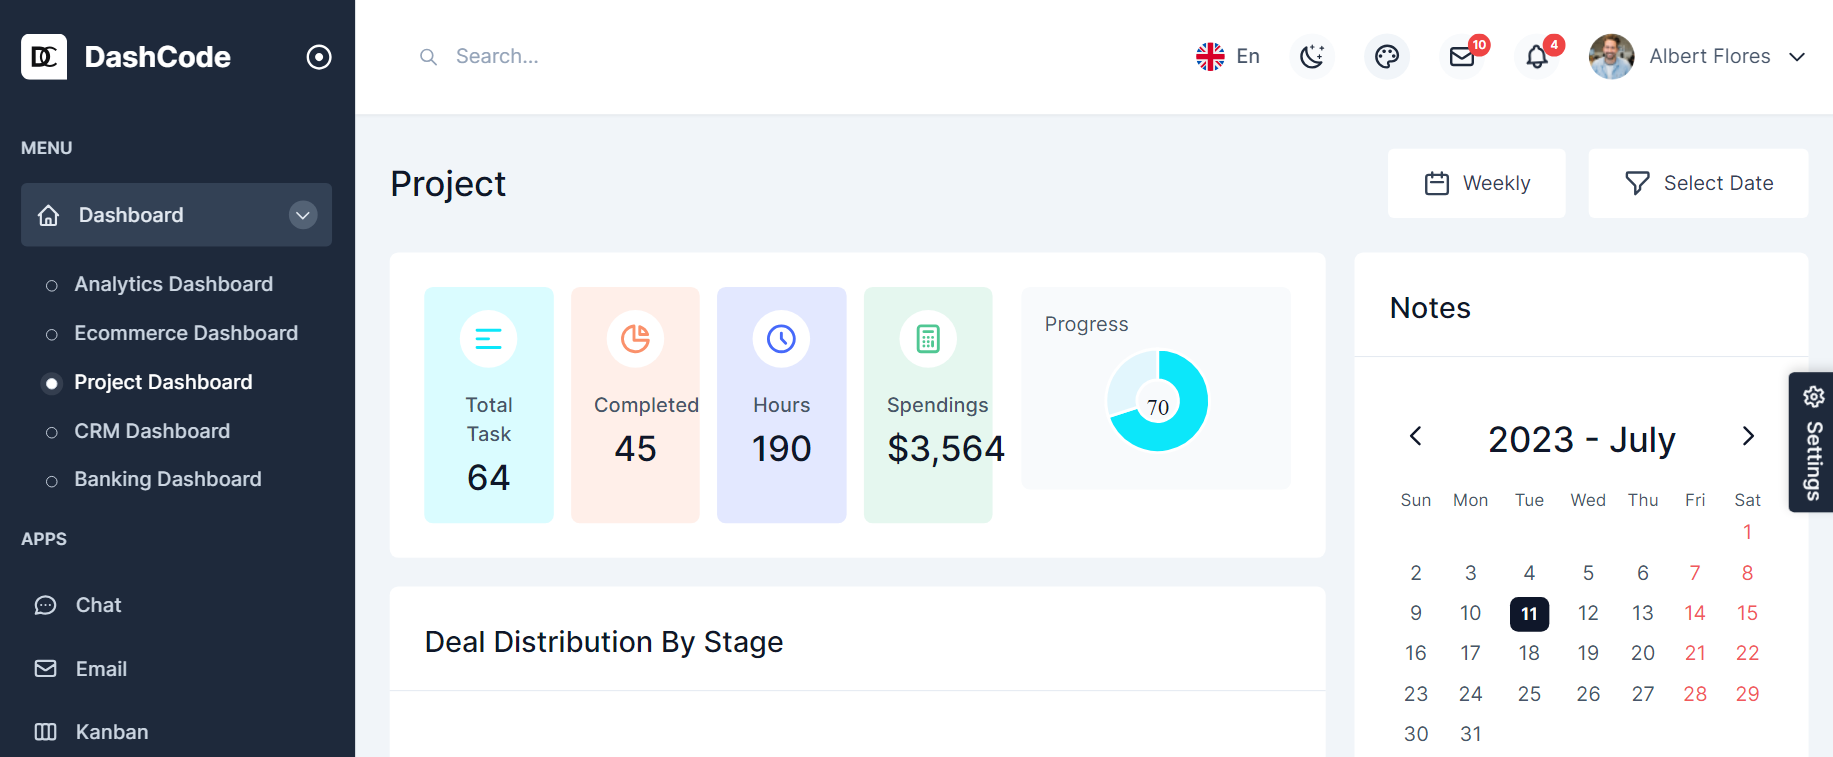 DC DashCode
Search...
En
10
4
Albert Flores
MENU
Dashboard
Analytics Dashboard
Ecommerce Dashboard
Project Dashboard
CRM Dashboard
Banking Dashboard
APPS
Chat
Email
Kanban
Project
Weekly
Select Date
Total
Task
64
Completed
45
Hours
190
Spendings
$3,564
Progress
70
Deal Distribution By Stage
Notes
2023 - July
Sun Mon Tue Wed Thu Fri Sat
1
2 3 4 5 6 7 8
9 10 11 12 13 14 15
16 17 18 19 20 21 22
23 24 25 26 27 28 29
30 31
Settings